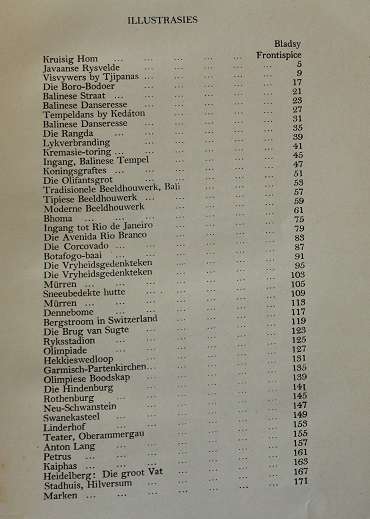 ILLUSTRASIES
Bladsy
Kruisig Hom ... ... ... ... ... Frontispice
Javaanse Rysvelde ... ... ... ... 5
Visvywers by Tjipanas ... ... ... ... 9
Die Boro-Bodoer ... ... ... ... 17
Balinese Straat ... ... ... ... ... 21
Balinese Danseresse ... ... ... ... 23
Tempeldans by Kedáton ... ... ... 27
Balinese Danseresse ... ... ... ... 31
Die Rangda ... ... ... ... ... 35
Lykverbranding ... ... ... ... 39
Kremasie-toring ... ... ... ... ... 41
Ingang, Balinese Tempel ... ... ... 45
Koningsgraftes ... ... ... ... ... 47
Die Olifantsgrot ... ... ... ... 51
Tradisionele Beeldhouwerk, Bali ... ... ... 53
Tipiese Beeldhouwerk ... ... ... ... 57
Moderne Beeldhouwerk ... ... ... 59
Bhoma ... ... ... ... ... ... 61
Ingang tot Rio de Janeiro ... ... ... 75
Die Avenida Rio Branco ... ... ... 79
Die Corcovado ... ... ... ... ... 83
Botafogo-baai ... ... ... ... ... 87
Die Vryheidsgedenkteken ... ... ... 91
Die Vryheidsgedenkteken ... ... ... 95
Mürren ... ... ... ... ... ... 103
Sneeubedekte hutte ... ... ... ... 105
Mürren ... ... ... ... ... ... 109
Dennebome ... ... ... ... ... 113
Bergstroom in Switzerland ... ... ... 117
Die Brug van Sugte ... ... ... ... 119
Ryksstadion ... ... ... ... ... 123
Olimpiade ... ... ... ... ... 125
Hekkieswedloop ... ... ... ... 127
Garmisch-Partenkirchen ... ... ... ... 131
Olimpiese Boodskap ... ... ... ... 135
Die Hindenburg ... ... ... ... 139
Rothenburg ... ... ... ... ... 141
Neu-Schwanstein ... ... ... ... 145
Swanekasteel ... ... ... ... ... 147
Linderhof ... ... ... ... ... 149
Teater, Oberammergau ... ... ... 153
Anton Lang ... ... ... ... ... 155
Petrus ... ... ... ... ... ... 157
Kaiphas ... ... ... ... ... ... 161
Heidelberg: Die groot Vat ... ... ... 163
Stadhuis, Hilversum ... ... ... ... 167
Marken ... ... ... ... ... ... 171